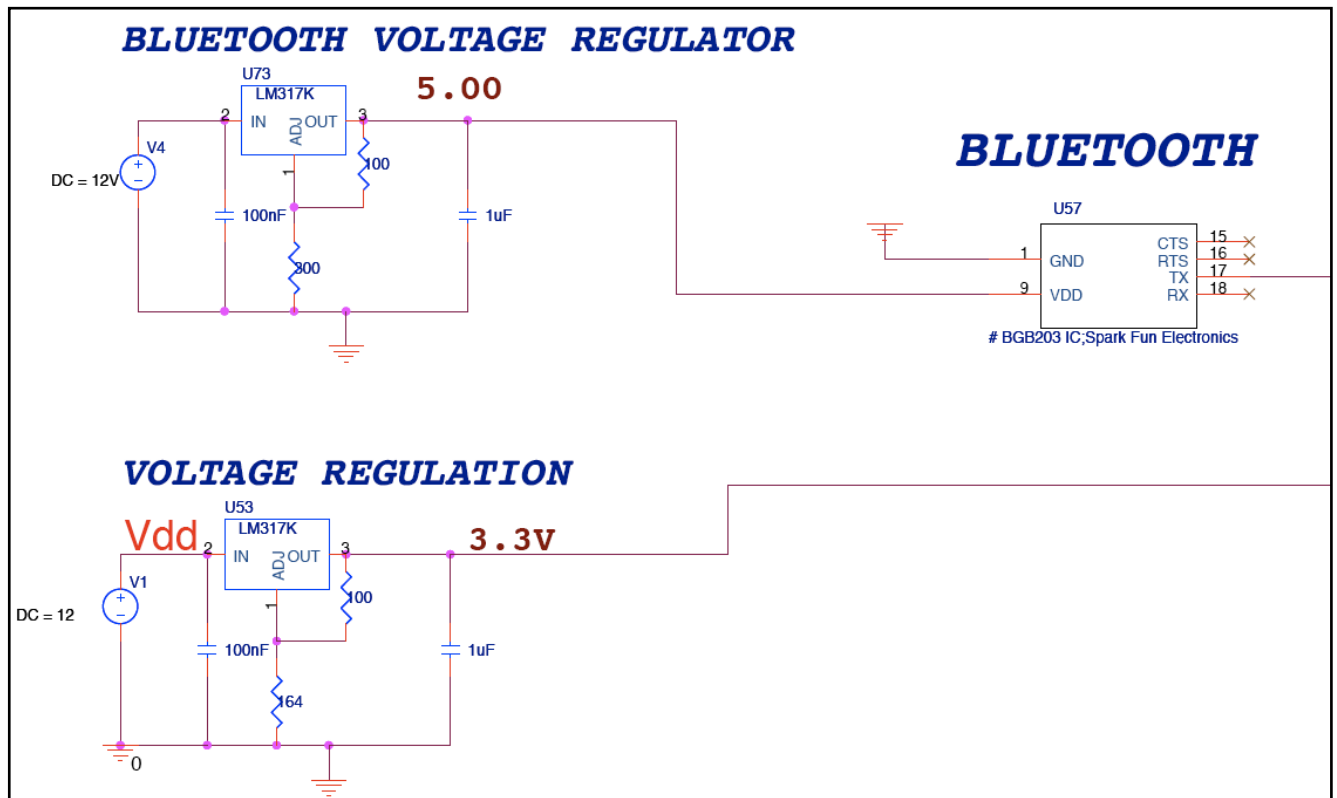 BLUETOOTH VOLTAGE REGULATOR
U73
LM317K
5.00
2
IN
ADJ
OUT
3
1
V4
DC = 12V
100
100nF
1uF
300
BLUETOOTH
U57
1
GND
9
VDD
CTS
15
RTS
16
TX
17
RX
18
# BGB203 IC;Spark Fun Electronics
VOLTAGE REGULATION
U53
LM317K
Vdd
2
IN
ADJ
OUT
3
3.3V
1
V1
DC = 12
100
100nF
1uF
164
0